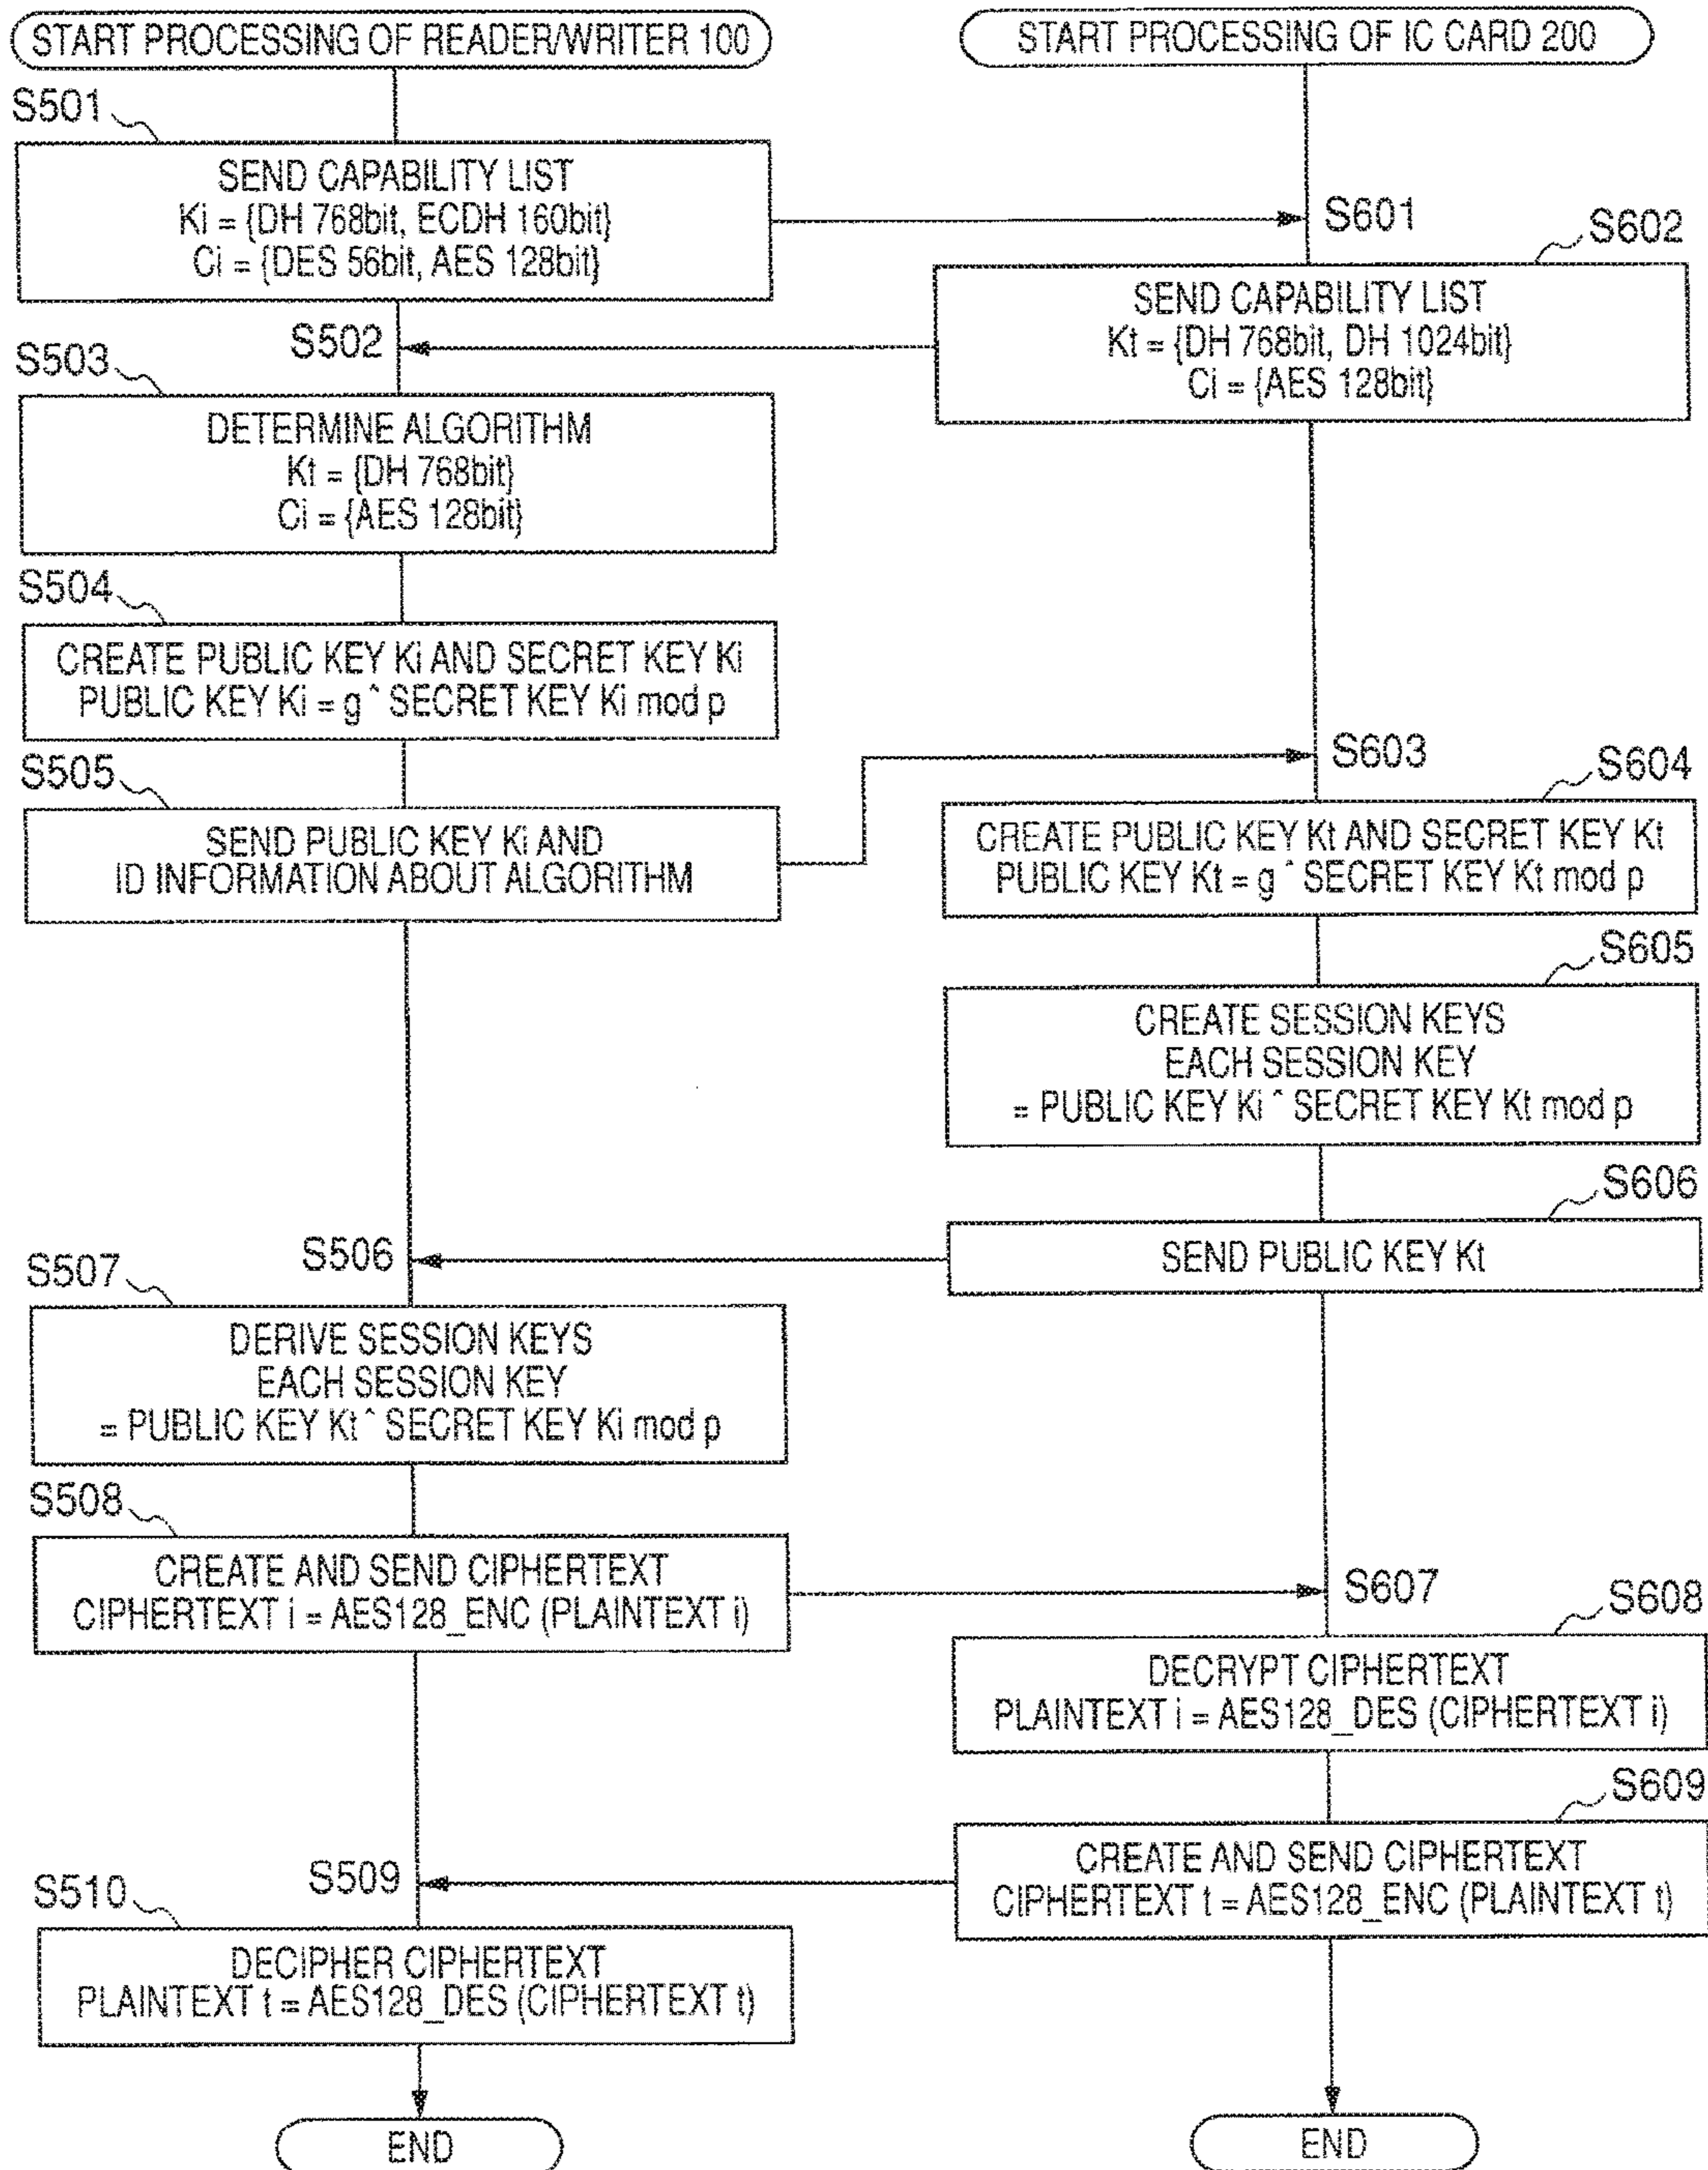 START PROCESSING OF READER/WRITER 100
START PROCESSING OF IC CARD 200
S501
SEND CAPABILITY LIST
Ki = {DH 768bit, ECDH 160bit}
Ci = {DES 56bit, AES 128bit}
S601
S602
SEND CAPABILITY LIST
Kt = {DH 768bit, DH 1024bit}
Ci = {AES 128bit}
S502
S503
DETERMINE ALGORITHM
Kt = {DH 768bit}
Ci = {AES 128bit}
S504
CREATE PUBLIC KEY Ki AND SECRET KEY Ki
PUBLIC KEY Ki = g ^ SECRET KEY Ki mod p
S505
SEND PUBLIC KEY Ki AND
ID INFORMATION ABOUT ALGORITHM
S603
S604
CREATE PUBLIC KEY Kt AND SECRET KEY Kt
PUBLIC KEY Kt = g ^ SECRET KEY Kt mod p
S605
CREATE SESSION KEYS
EACH SESSION KEY
= PUBLIC KEY Ki ^ SECRET KEY Kt mod p
S606
SEND PUBLIC KEY Kt
S506
S507
DERIVE SESSION KEYS
EACH SESSION KEY
= PUBLIC KEY Kt ^ SECRET KEY Ki mod p
S508
CREATE AND SEND CIPHERTEXT
CIPHERTEXT i = AES128_ENC (PLAINTEXT i)
S607
S608
DECRYPT CIPHERTEXT
PLAINTEXT i = AES128_DES (CIPHERTEXT i)
S609
CREATE AND SEND CIPHERTEXT
CIPHERTEXT t = AES128_ENC (PLAINTEXT t)
S509
S510
DECIPHER CIPHERTEXT
PLAINTEXT t = AES128_DES (CIPHERTEXT t)
END
END